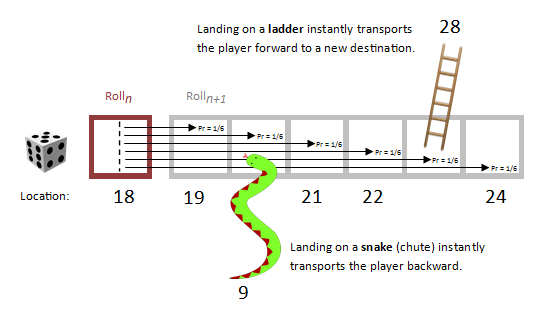 Landing on a ladder instantly transports
the player forward to a new destination.
28
Rolln
Rolln+1
Pr = 1/6
Pr = 1/6
Pr = 1/6
Pr = 1/6
Pr = 1/6
Pr = 1/6
Location:
18
19
21
22
24
Landing on a snake (chute) instantly
transports the player backward.
9